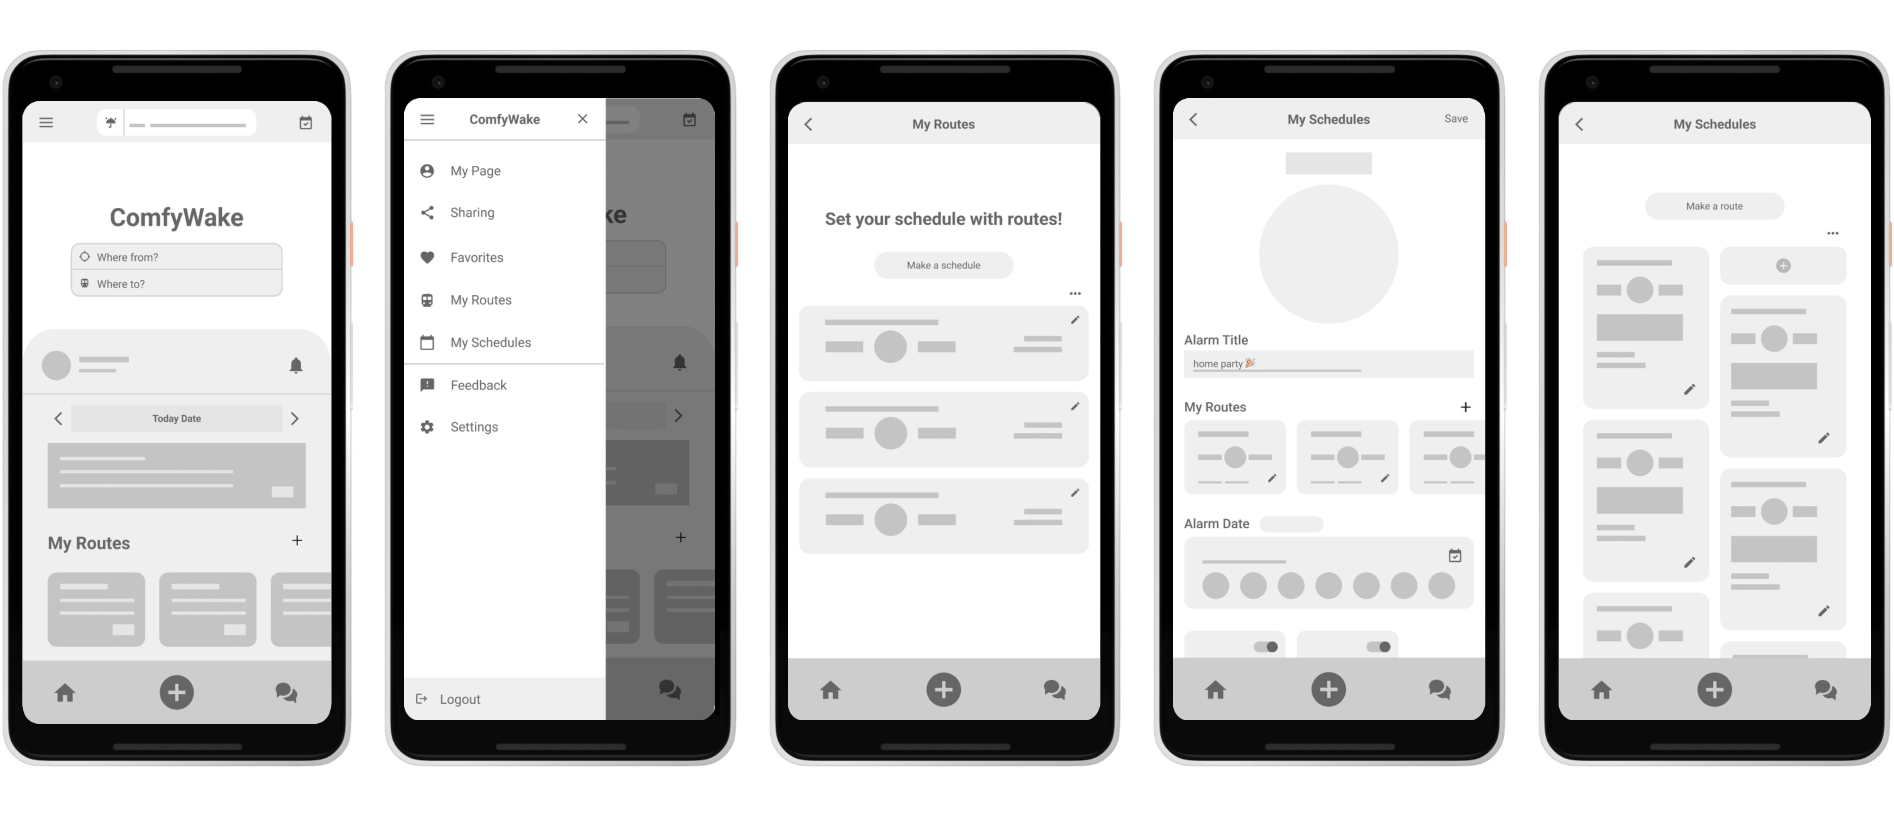 ComfyWake
Where from?
Where to?
Today Date
My Routes
ComfyWake
My Page
Sharing
Favorites
My Routes
My Schedules
Feedback
Settings
Logout
ke
My Routes
Set your schedule with routes!
Make a schedule
My Schedules
Save
Alarm Title
home party🎉
My Routes
Alarm Date
My Schedules
Make a route